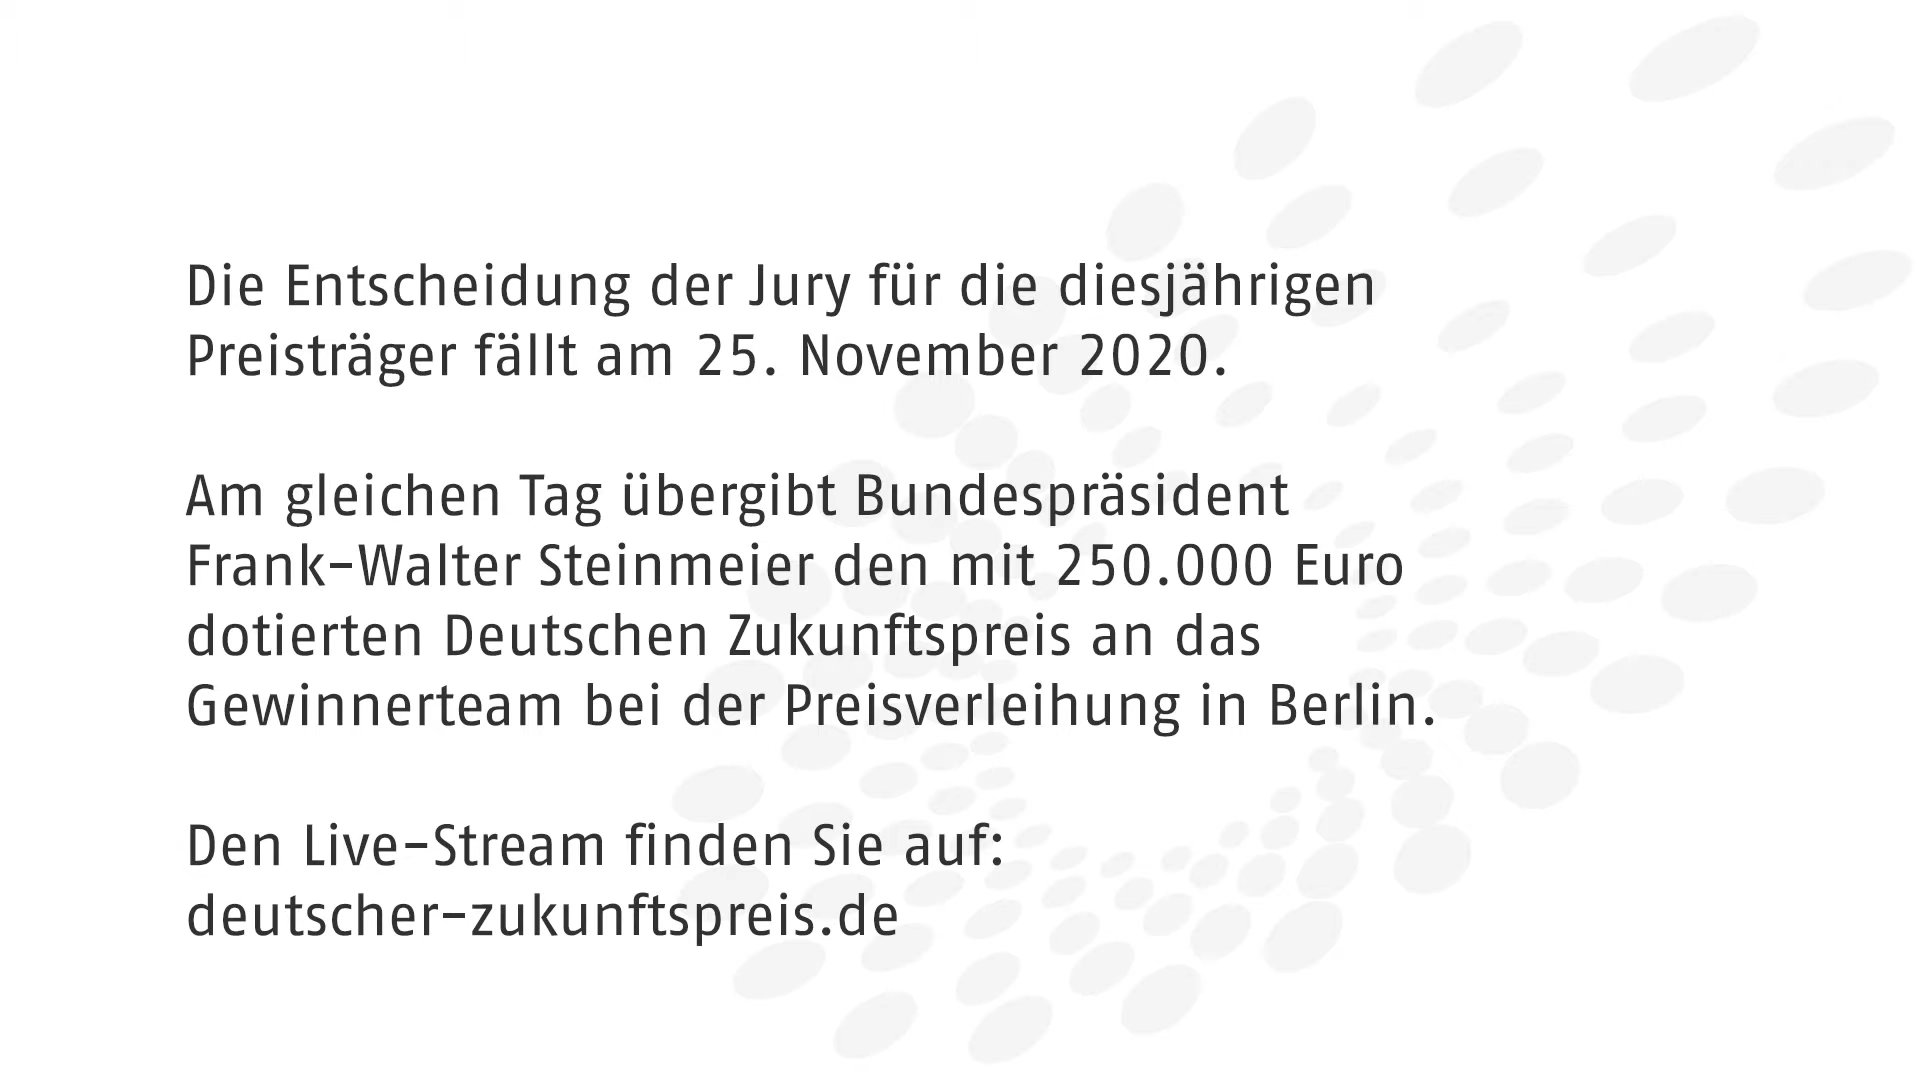 Die Entscheidung der Jury für die diesjährigen
Preisträger fällt am 25. November 2020.
Am gleichen Tag übergibt Bundespräsident
Frank-Walter Steinmeier den mit 250.000 Euro
dotierten Deutschen Zukunftspreis an das
Gewinnerteam bei der Preisverleihung in Berlin.
Den Live-Stream finden Sie auf:
deutscher-zukunftspreis.de